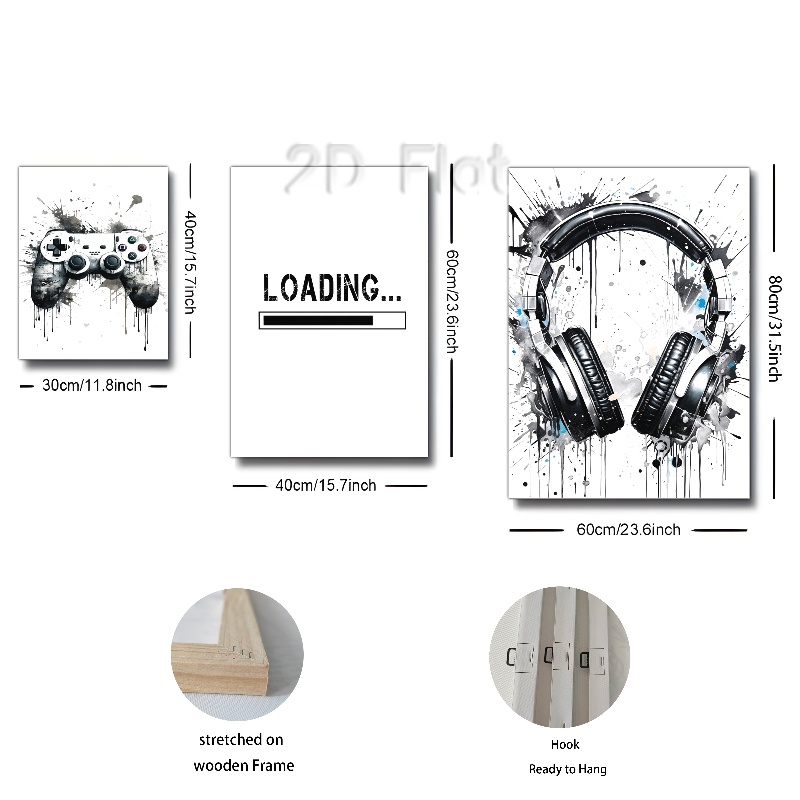 2D Flat
40cm/15.7inch
30cm/11.8inch
LOADING...
60cm/23.6inch
40cm/15.7inch
80cm/31.5inch
60cm/23.6inch
stretched on
wooden Frame
Hook
Ready to Hang